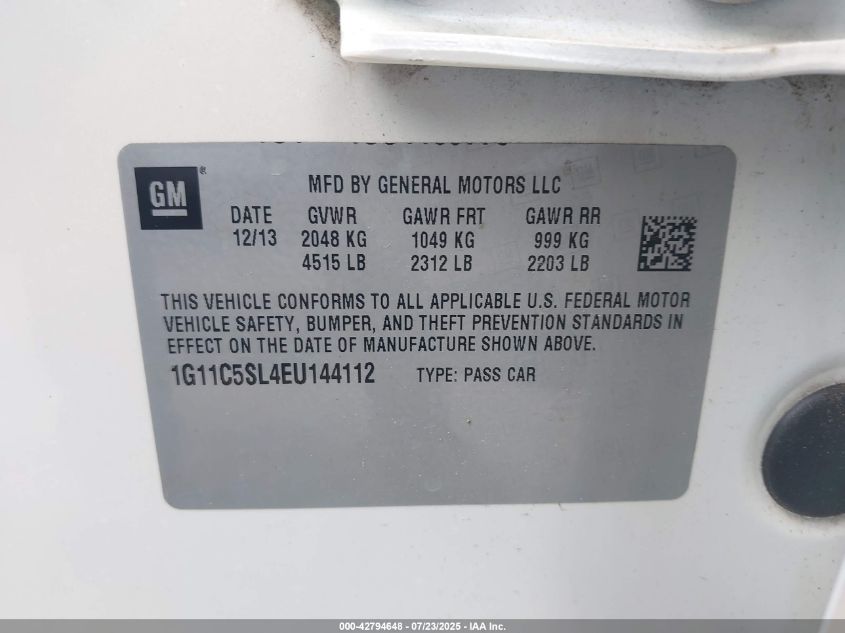 GM®
MFD BY GENERAL MOTORS LLC
DATE GVWR GAWR FRT GAWR RR
12/13 2048 KG 1049 KG 999 KG
4515 LB 2312 LB 2203 LB
THIS VEHICLE CONFORMS TO ALL APPLICABLE U.S. FEDERAL MOTOR
VEHICLE SAFETY, BUMPER, AND THEFT PREVENTION STANDARDS IN
EFFECT ON THE DATE OF MANUFACTURE SHOWN ABOVE.
1G11C5SL4EU144112 TYPE: PASS CAR
000-42794648 - 07/23/2025 - IAA Inc.